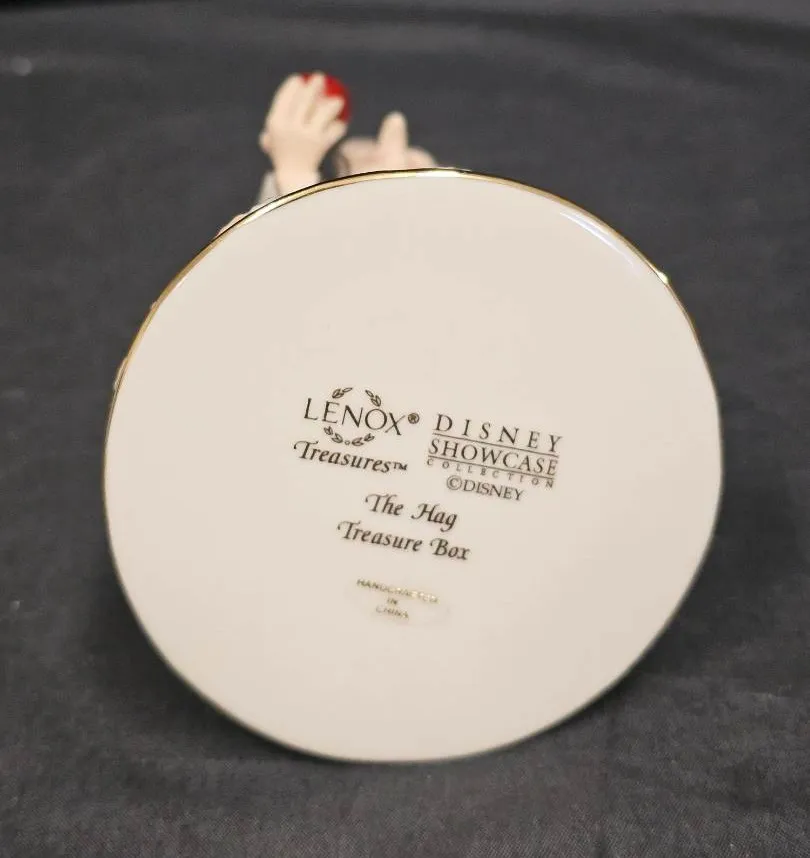 LENOX®
Treasures™
DISNEY
SHOWCASE
COLLECTION
©DISNEY
The Hag
Treasure Box
HANDCRAFTED
IN
CHINA